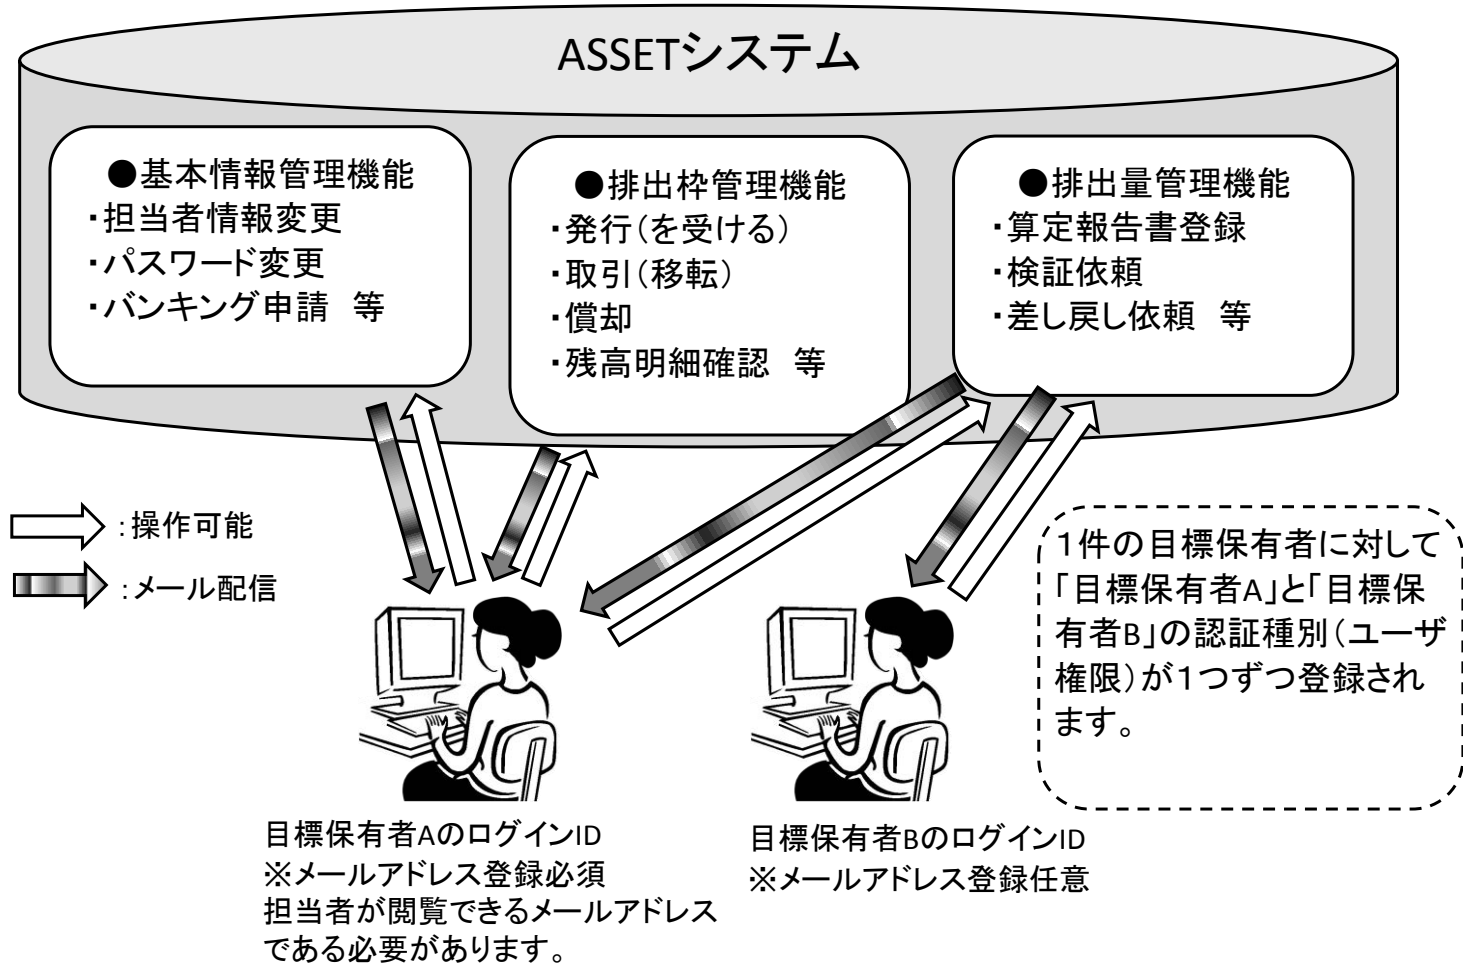 ASSETシステム
●基本情報管理機能
・担当者情報変更
・パスワード変更
・バンキング申請　等
●排出枠管理機能
・発行（を受ける）
・取引（移転）
・償却
・残高明細確認　等
●排出量管理機能
・算定報告書登録
・検証依頼
・差し戻し依頼　等
：操作可能
：メール配信
１件の目標保有者に対して
「目標保有者A」と「目標保
有者B」の認証種別（ユーザ
権限）が１つずつ登録され
ます。
目標保有者AのログインID
※メールアドレス登録必須
担当者が閲覧できるメールアドレス
である必要があります。
目標保有者BのログインID
※メールアドレス登録任意